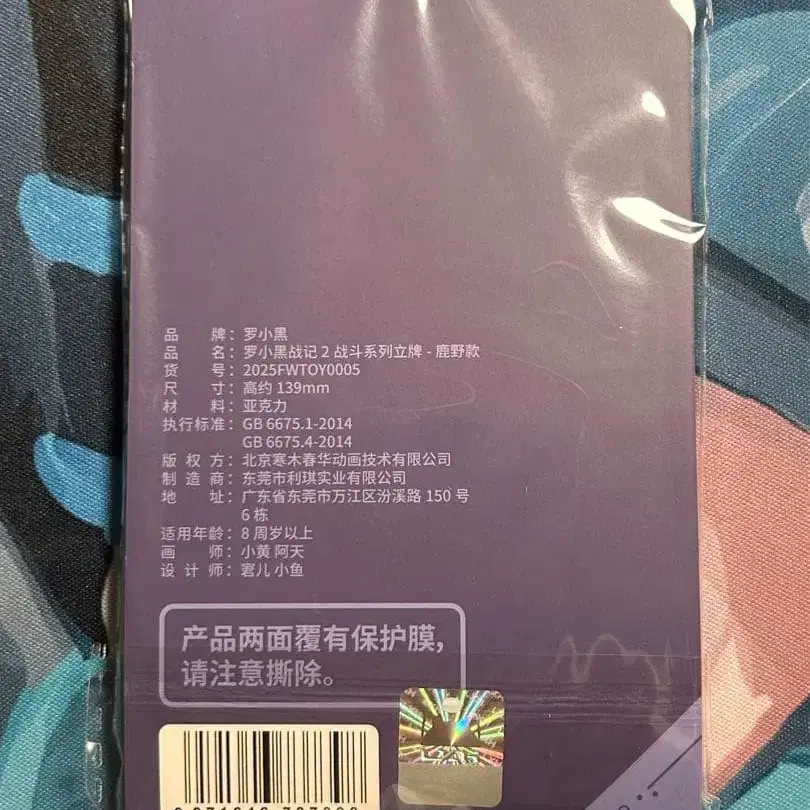 品 牌：罗小黑
品 名：罗小黑战记 2 战斗系列立牌 - 鹿野款
货 号：2025FWTOY0005
尺 寸：高约 139mm
材 料：亚克力
执行标准：GB 6675.1-2014
GB 6675.4-2014
版 权 方：北京寒木春华动画技术有限公司
制 造 商：东莞市利琪实业有限公司
地 址：广东省东莞市万江区汾溪路 150 号
6 栋
适用年龄：8 周岁以上
画 师：小黄 阿天
设 计 师：窘儿 小鱼
产品两面覆有保护膜,
请注意撕除。